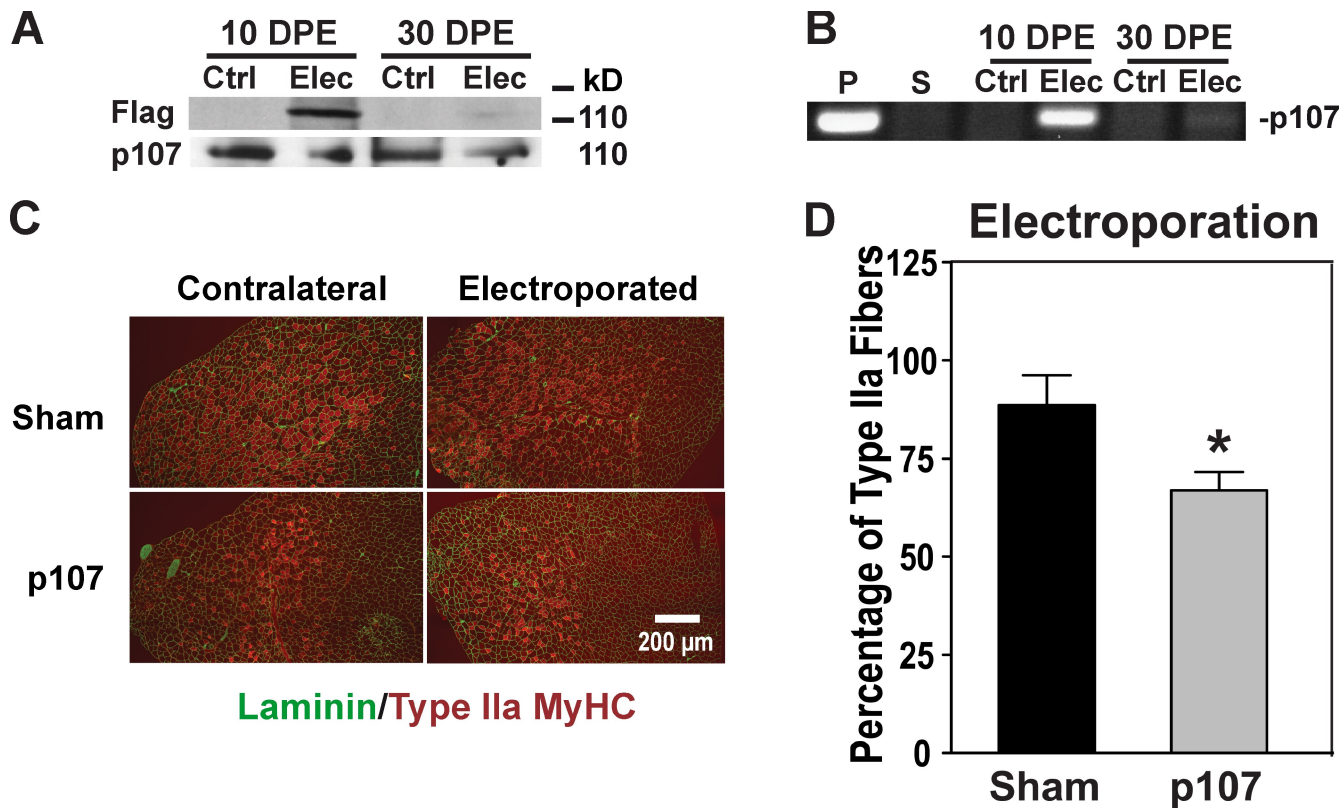 A
10 DPE 30 DPE
Ctrl Elec Ctrl Elec – kD
Flag –110
p107 110
B
10 DPE 30 DPE
P S Ctrl Elec Ctrl Elec
-p107
C
Contralateral Electroporated
Sham
p107
200 µm
Laminin/Type IIa MyHC
D
Electroporation
Percentage of Type IIa Fibers
125
100
75
50
25
0
*
Sham p107